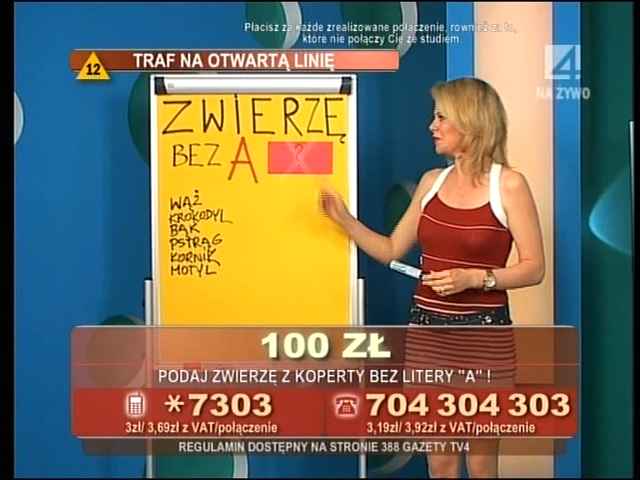 Płacisz za każde zrealizowane połączenie, również za to,
które nie połączy Cię ze studiem.
12
TRAF NA OTWARTĄ LINIĘ
4
NA ŻYWO
ZWIERZĘ
BEZ A ?
WĄŻ
KROKODYL
BĄK
PSTRĄG
KORNIK
MOTYL
100 ZŁ
PODAJ ZWIERZĘ Z KOPERTY BEZ LITERY "A" !
*7303
704 304 303
3zł/ 3,69zł z VAT/połączenie
3,19zł/ 3,92zł z VAT/połączenie
REGULAMIN DOSTĘPNY NA STRONIE 388 GAZETY TV4